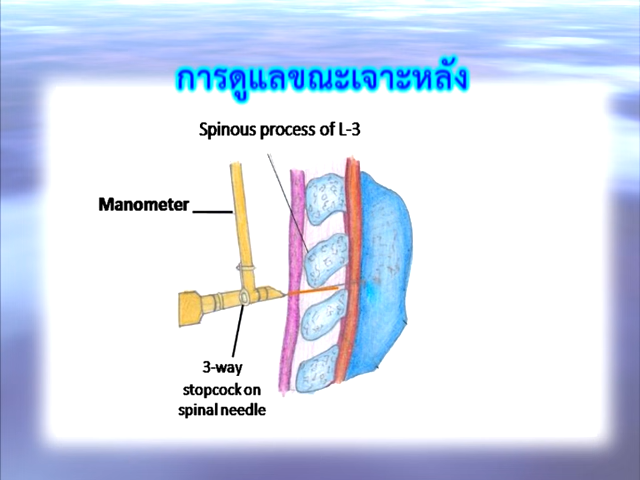 การดูแลขณะเจาะหลัง
Spinous process of L-3
Manometer
3-way
stopcock on
spinal needle